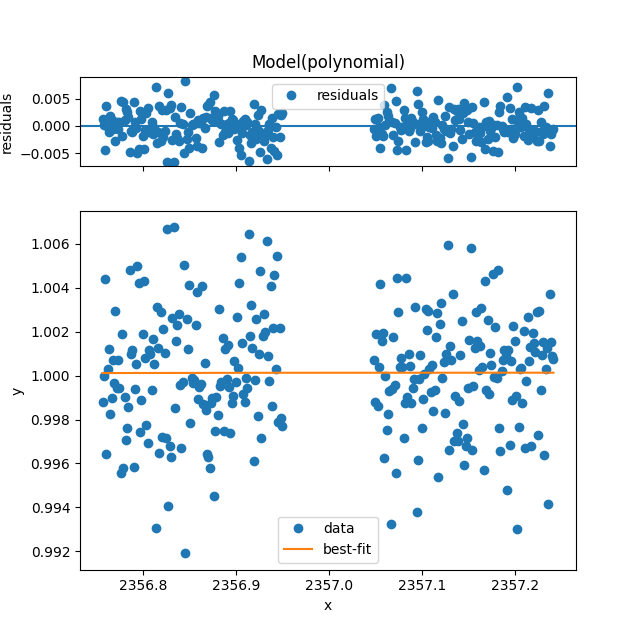 Model(polynomial)
residuals
0.005
0.000
−0.005
residuals
1.006
1.004
1.002
1.000
0.998
0.996
0.994
0.992
y
data
best-fit
2356.8 2356.9 2357.0 2357.1 2357.2
x